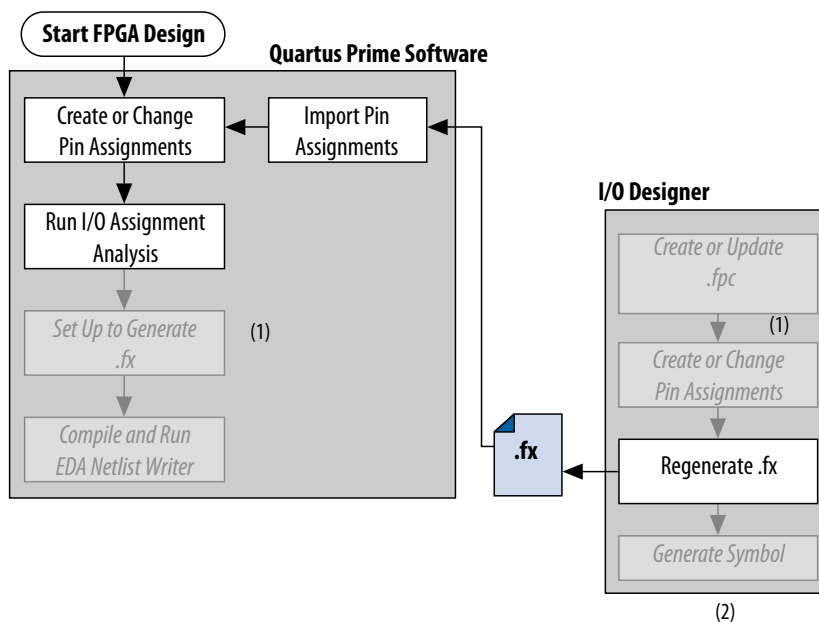 Start FPGA Design
Quartus Prime Software
Create or Change
Pin Assignments
Import Pin
Assignments
Run I/O Assignment
Analysis
Set Up to Generate
.fx
(1)
Compile and Run
EDA Netlist Writer
.fx
I/O Designer
Create or Update
.fpc
(1)
Create or Change
Pin Assignments
Regenerate .fx
Generate Symbol
(2)